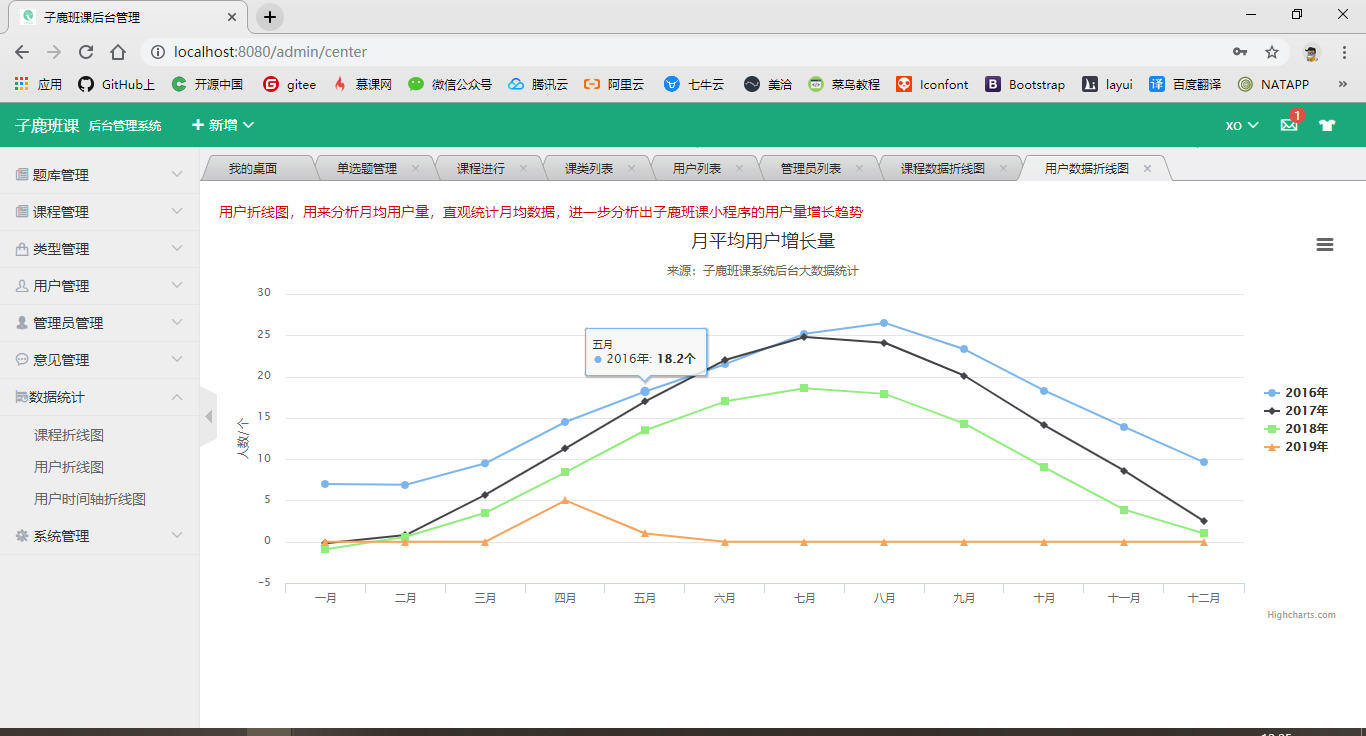 子鹿班课后台管理
localhost:8080/admin/center
应用 GitHub上 开源中国 gitee 慕课网 微信公众号 腾讯云 阿里云 七牛云 美洽 菜鸟教程 Iconfont Bootstrap layui 译 百度翻译 NATAPP »
子鹿班课 后台管理系统 新增 xo 1
我的桌面 单选题管理 课程进行 课类列表 用户列表 管理员列表 课程数据折线图 用户数据折线图
题库管理
课程管理
类型管理
用户管理
管理员管理
意见管理
数据统计
课程折线图
用户折线图
用户时间轴折线图
系统管理
用户折线图，用来分析月均用户量，直观统计月均数据，进一步分析出子鹿班课小程序的用户量增长趋势
月平均用户增长量
来源：子鹿班课系统后台大数据统计
人数/个
30
25
20
15
10
5
0
-5
五月
2016年: 18.2个
一月 二月 三月 四月 五月 六月 七月 八月 九月 十月 十一月 十二月
2016年
2017年
2018年
2019年
Highcharts.com